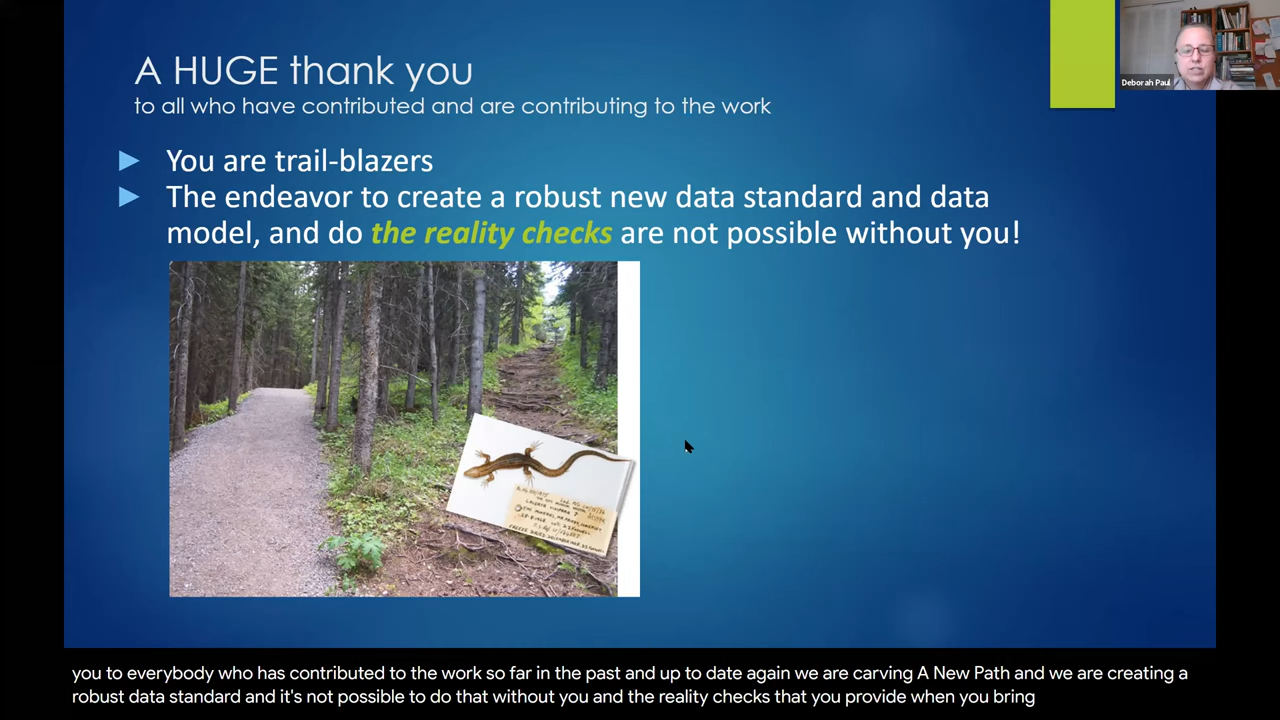 A HUGE thank you
to all who have contributed and are contributing to the work
You are trail-blazers
The endeavor to create a robust new data standard and data
model, and do the reality checks are not possible without you!
Deborah Paul
you to everybody who has contributed to the work so far in the past and up to date again we are carving A New Path and we are creating a
robust data standard and it's not possible to do that without you and the reality checks that you provide when you bring